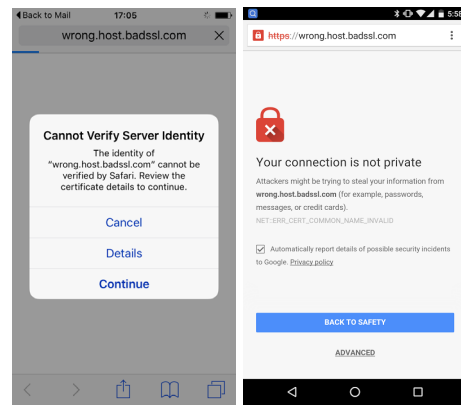 Back to Mail 17:05
wrong.host.badssl.com
Cannot Verify Server Identity
The identity of
“wrong.host.badssl.com” cannot be
verified by Safari. Review the
certificate details to continue.
Cancel
Details
Continue
5:58
https://wrong.host.badssl.com
Your connection is not private
Attackers might be trying to steal your information from
wrong.host.badssl.com (for example, passwords,
messages, or credit cards).
NET::ERR_CERT_COMMON_NAME_INVALID
Automatically report details of possible security incidents
to Google. Privacy policy
BACK TO SAFETY
ADVANCED